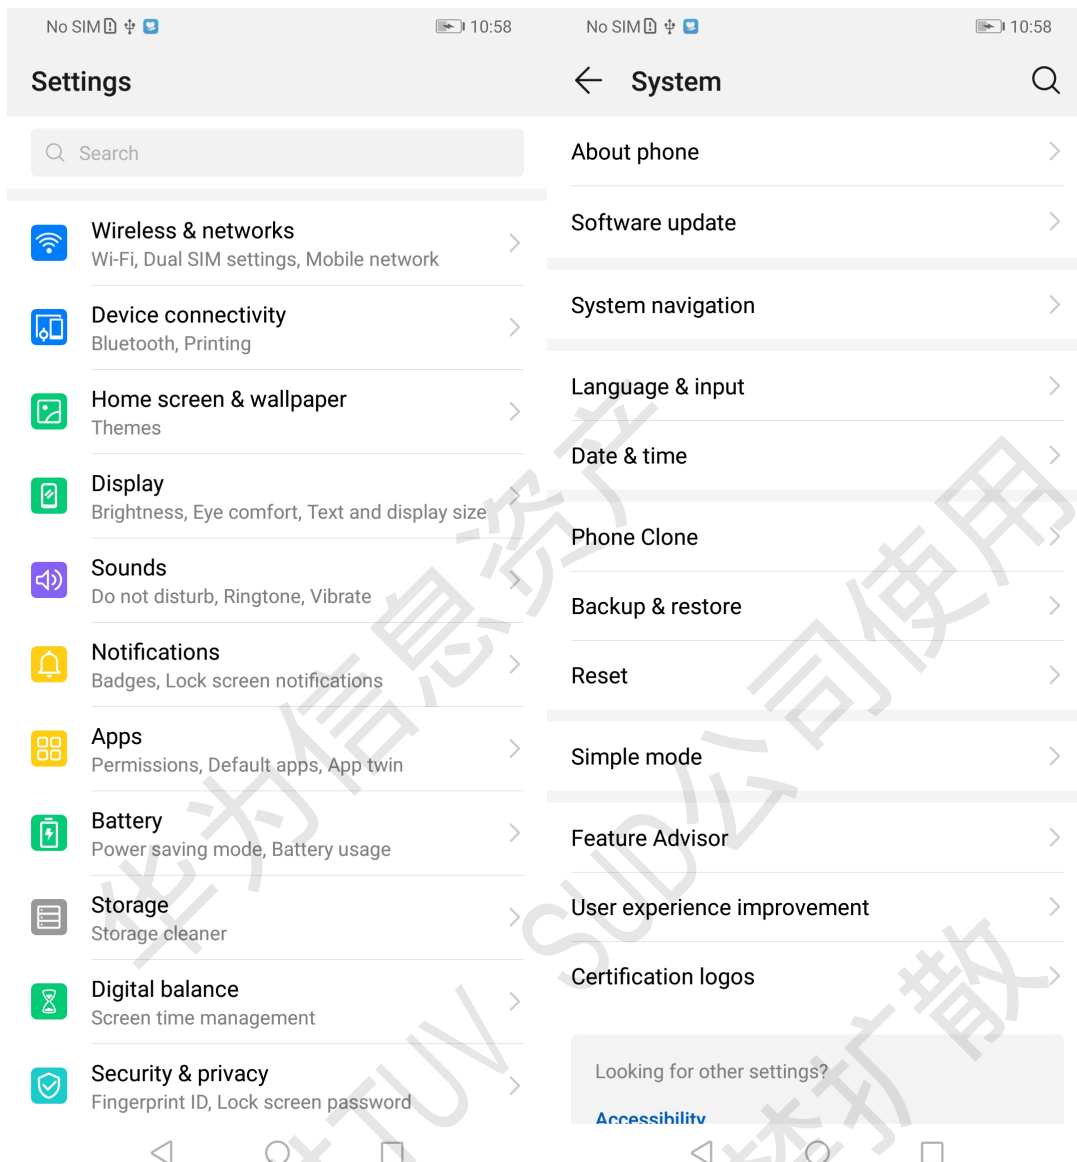 No SIM 10:58
Settings
Search
Wireless & networks
Wi-Fi, Dual SIM settings, Mobile network
Device connectivity
Bluetooth, Printing
Home screen & wallpaper
Themes
Display
Brightness, Eye comfort, Text and display size
Sounds
Do not disturb, Ringtone, Vibrate
Notifications
Badges, Lock screen notifications
Apps
Permissions, Default apps, App twin
Battery
Power saving mode, Battery usage
Storage
Storage cleaner
Digital balance
Screen time management
Security & privacy
Fingerprint ID, Lock screen password
No SIM 10:58
System
About phone
Software update
System navigation
Language & input
Date & time
Phone Clone
Backup & restore
Reset
Simple mode
Feature Advisor
User experience improvement
Certification logos
Looking for other settings?
Accessibility
华为信息资产
TUV SUD公司使用
扩散